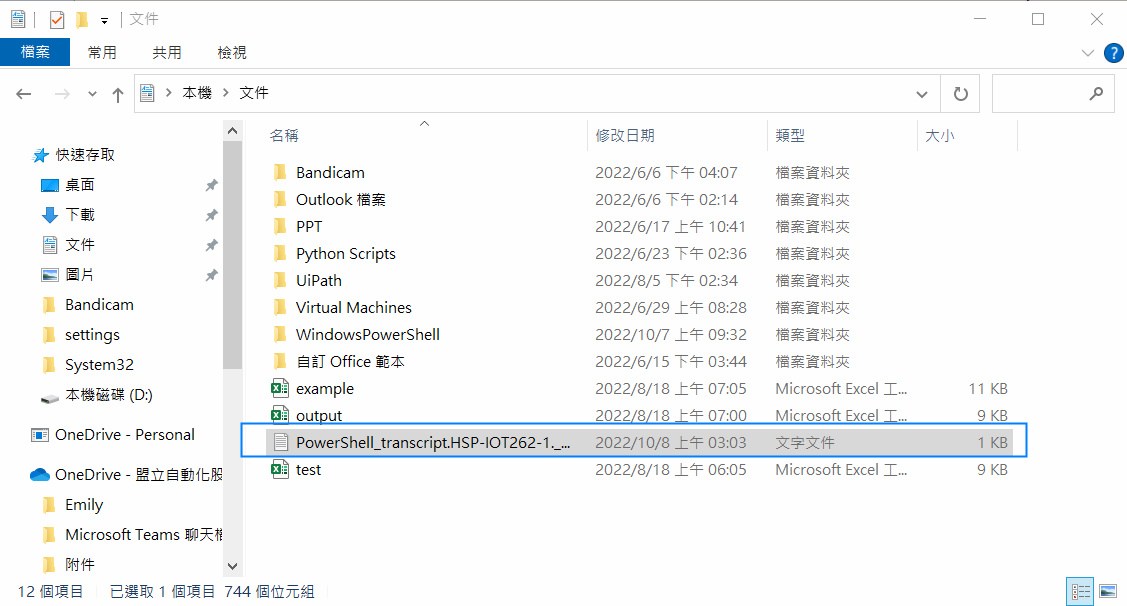 文件
檔案 常用 共用 檢視
本機 文件
名稱 修改日期 類型 大小
快速存取
桌面
下載
文件
圖片
Bandicam
settings
System32
本機磁碟 (D:)
OneDrive - Personal
OneDrive - 盟立自動化股
Emily
Microsoft Teams 聊天檔
附件
Bandicam 2022/6/6 下午 04:07 檔案資料夾
Outlook 檔案 2022/6/6 下午 02:14 檔案資料夾
PPT 2022/6/17 上午 10:41 檔案資料夾
Python Scripts 2022/6/23 下午 02:36 檔案資料夾
UiPath 2022/8/5 下午 02:34 檔案資料夾
Virtual Machines 2022/6/29 上午 08:28 檔案資料夾
WindowsPowerShell 2022/10/7 上午 09:32 檔案資料夾
自訂 Office 範本 2022/6/15 下午 03:44 檔案資料夾
example 2022/8/18 上午 07:05 Microsoft Excel 工... 11 KB
output 2022/8/18 上午 07:00 Microsoft Excel 工... 9 KB
PowerShell_transcript.HSP-IOT262-1._... 2022/10/8 上午 03:03 文字文件 1 KB
test 2022/8/18 上午 06:05 Microsoft Excel 工... 9 KB
12 個項目 已選取 1 個項目 744 個位元組